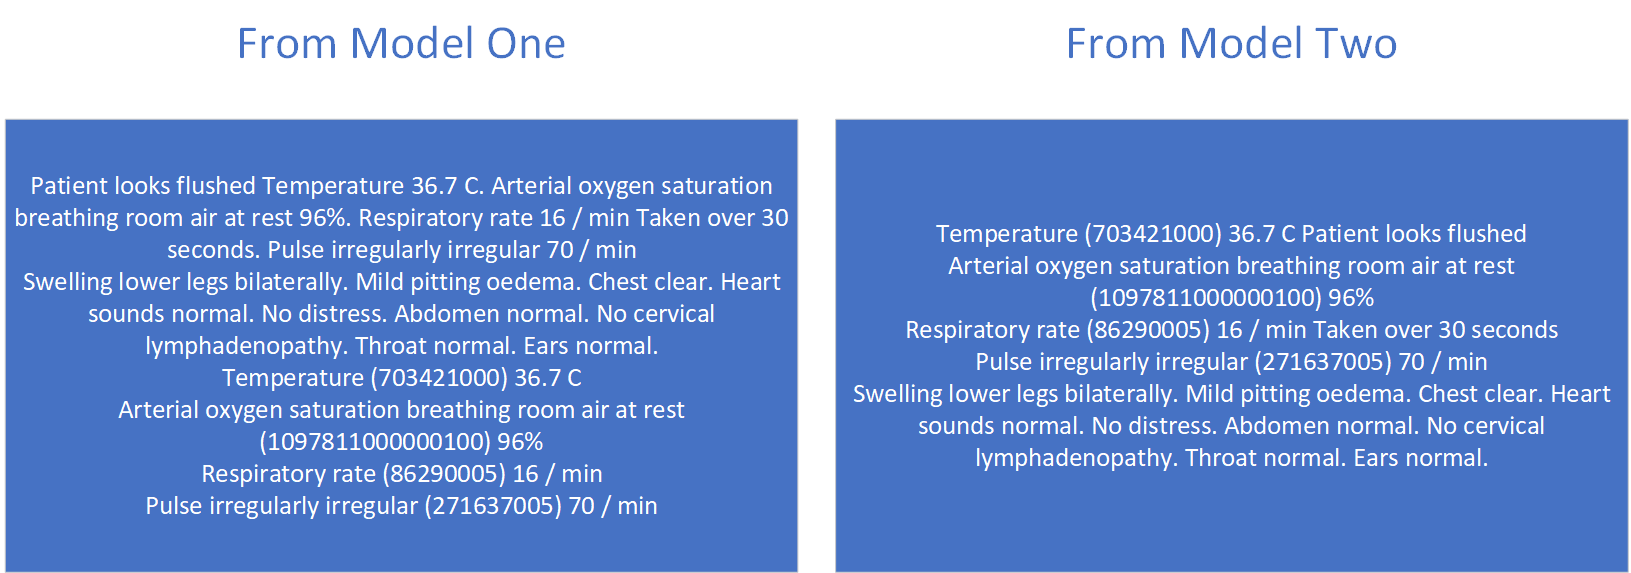 From Model One
Patient looks flushed Temperature 36.7 C. Arterial oxygen saturation
breathing room air at rest 96%. Respiratory rate 16 / min Taken over 30
seconds. Pulse irregularly irregular 70 / min
Swelling lower legs bilaterally. Mild pitting oedema. Chest clear. Heart
sounds normal. No distress. Abdomen normal. No cervical
lymphadenopathy. Throat normal. Ears normal.
Temperature (703421000) 36.7 C
Arterial oxygen saturation breathing room air at rest
(1097811000000100) 96%
Respiratory rate (86290005) 16 / min
Pulse irregularly irregular (271637005) 70 / min
From Model Two
Temperature (703421000) 36.7 C Patient looks flushed
Arterial oxygen saturation breathing room air at rest
(1097811000000100) 96%
Respiratory rate (86290005) 16 / min Taken over 30 seconds
Pulse irregularly irregular (271637005) 70 / min
Swelling lower legs bilaterally. Mild pitting oedema. Chest clear. Heart
sounds normal. No distress. Abdomen normal. No cervical
lymphadenopathy. Throat normal. Ears normal.